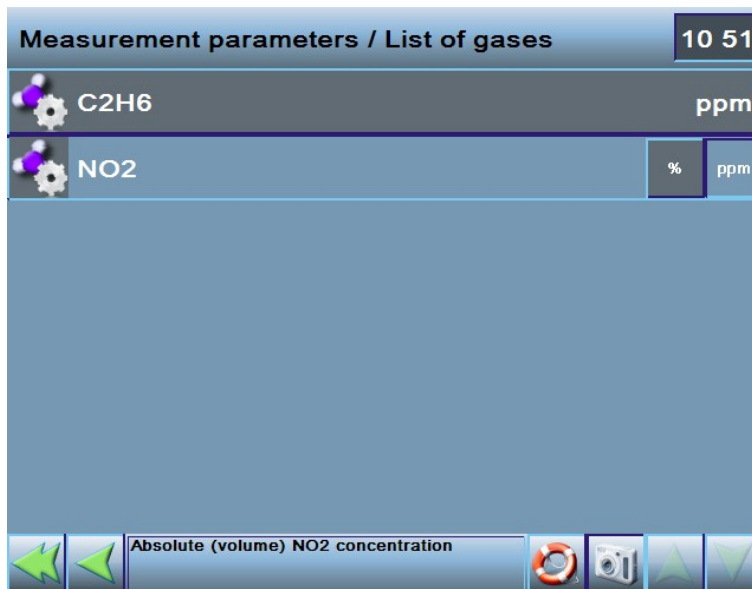 Measurement parameters / List of gases 10 51
C2H6 ppm
NO2 % ppm
Absolute (volume) NO2 concentration